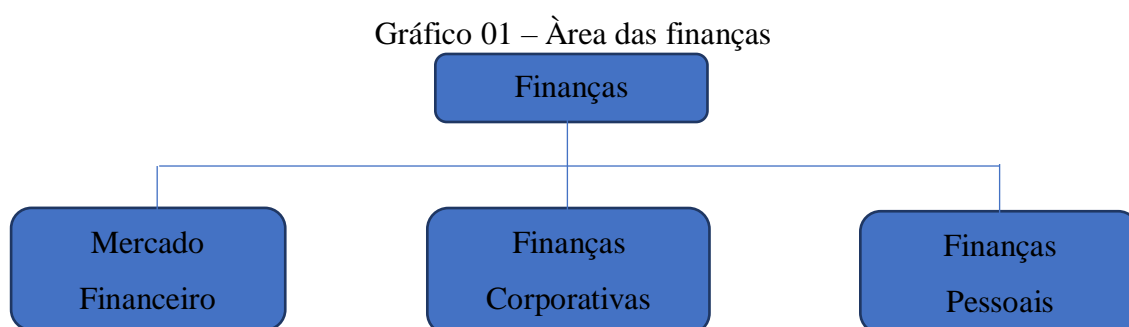 Gráfico 01 – Àrea das finanças
Finanças
Mercado
Financeiro
Finanças
Corporativas
Finanças
Pessoais